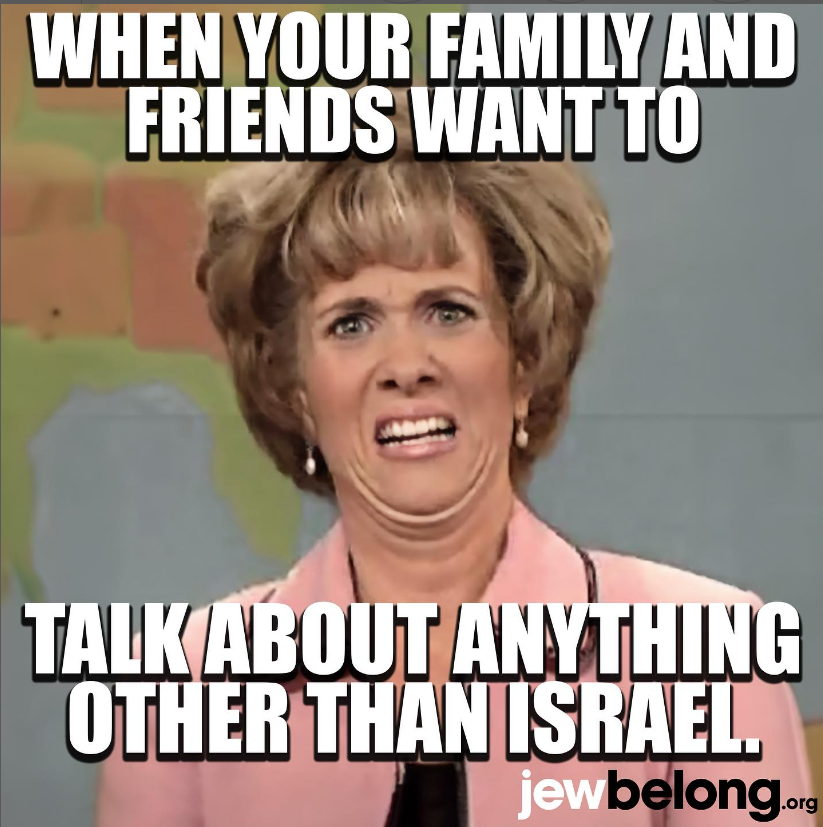 WHEN YOUR FAMILY AND
FRIENDS WANT TO
TALK ABOUT ANYTHING
OTHER THAN ISRAEL.
jewbelong.org